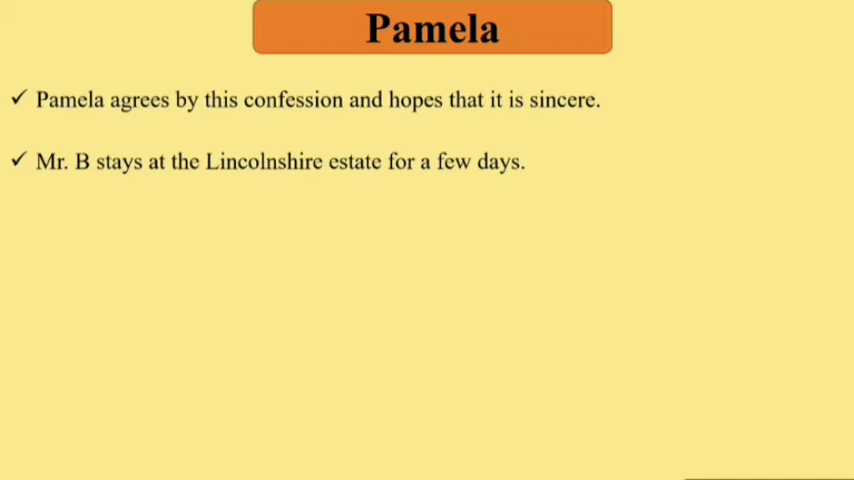 Pamela
✓ Pamela agrees by this confession and hopes that it is sincere.
✓ Mr. B stays at the Lincolnshire estate for a few days.